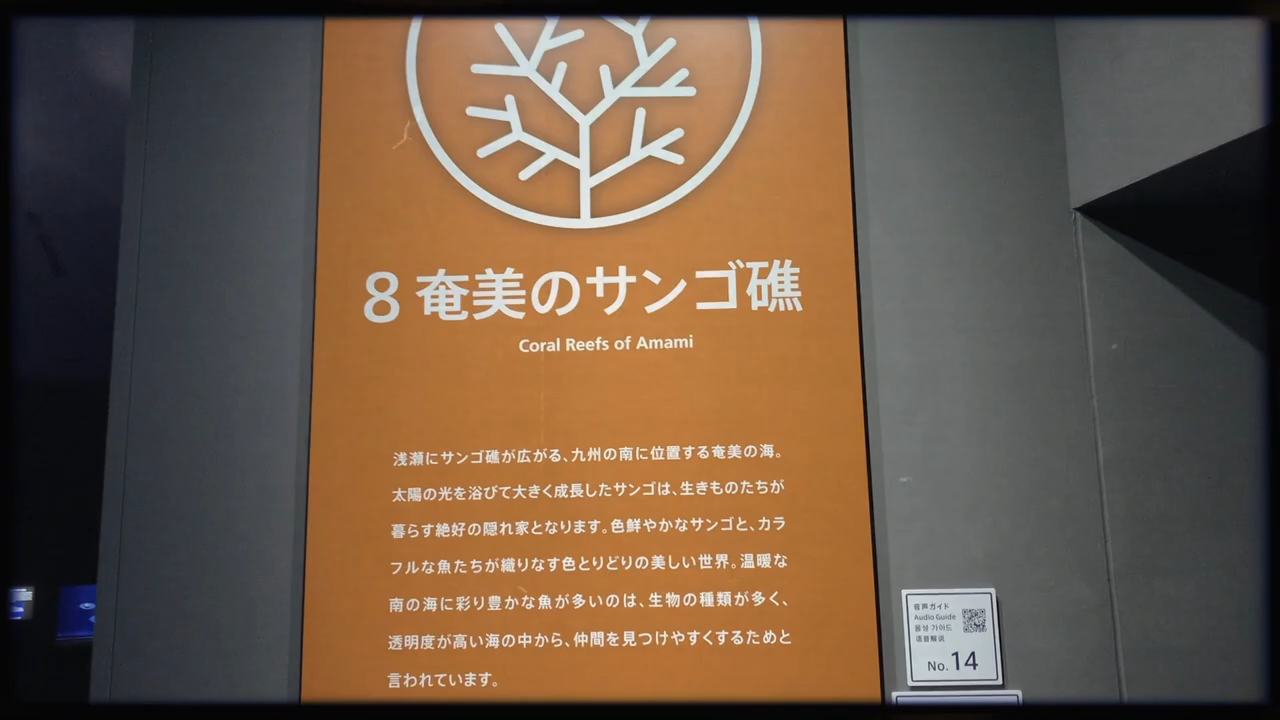 8 奄美のサンゴ礁
Coral Reefs of Amami
浅瀬にサンゴ礁が広がる、九州の南に位置する奄美の海。
太陽の光を浴びて大きく成長したサンゴは、生きものたちが
暮らす絶好の隠れ家となります。色鮮やかなサンゴと、カラ
フルな魚たちが織りなす色とりどりの美しい世界。温暖な
南の海に彩り豊かな魚が多いのは、生物の種類が多く、
透明度が高い海の中から、仲間を見つけやすくするためと
言われています。
音声ガイド
Audio Guide
음성 가이드
语音解说
No.14